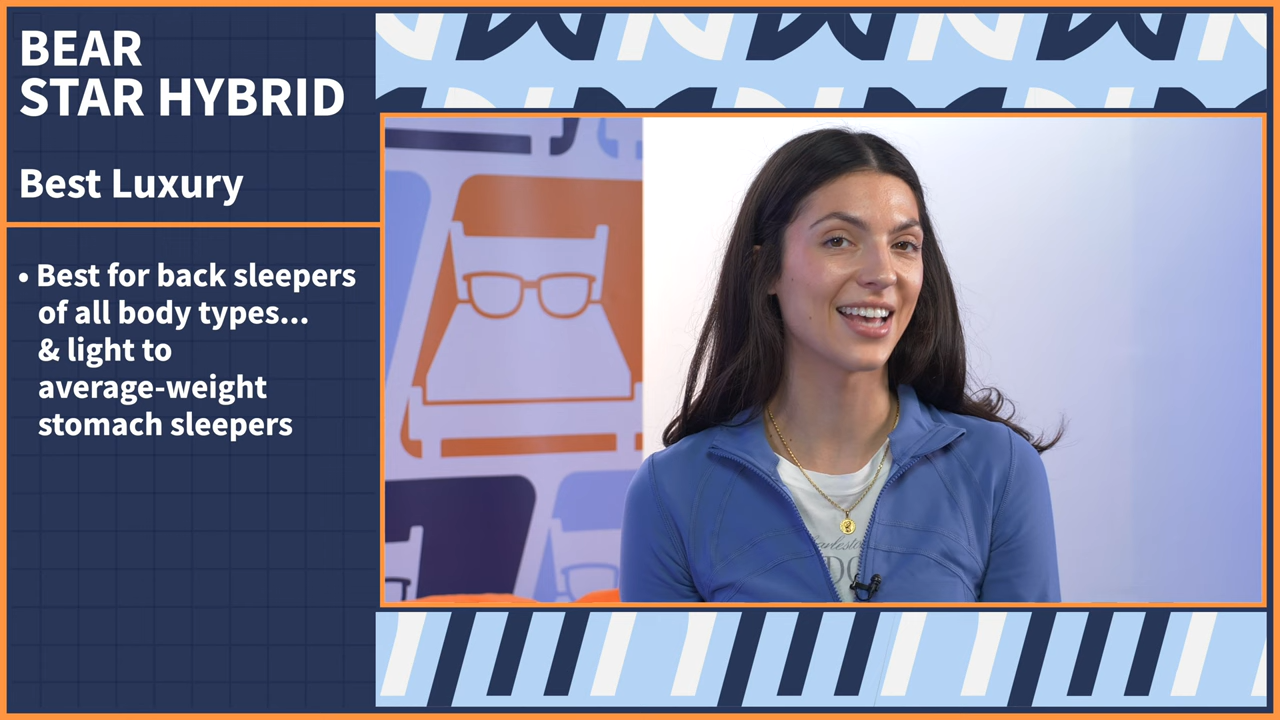 BEAR
STAR HYBRID
Best Luxury
• Best for back sleepers
of all body types...
& light to
average-weight
stomach sleepers